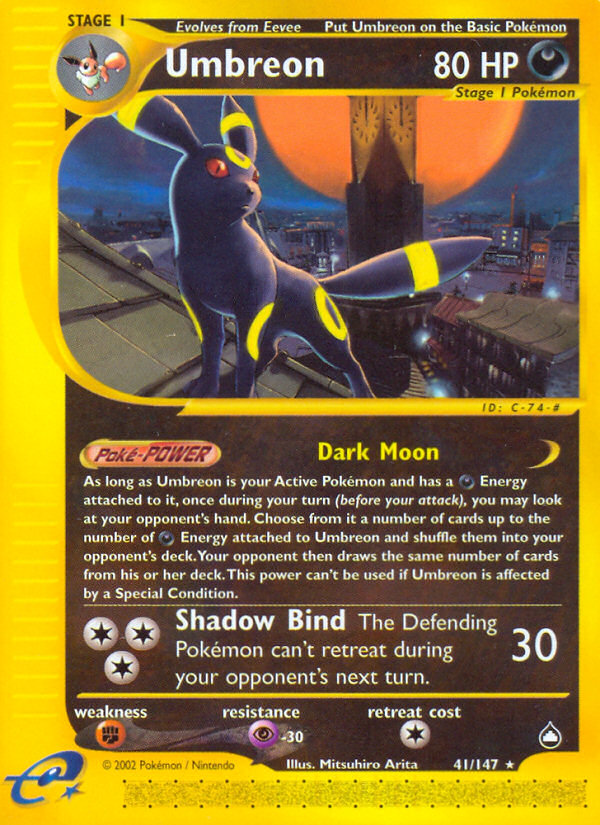 STAGE 1
Evolves from Eevee Put Umbreon on the Basic Pokémon
Umbreon 80 HP
Stage 1 Pokémon
ID: C-74-#
Poké-POWER Dark Moon
As long as Umbreon is your Active Pokémon and has a Energy
attached to it, once during your turn (before your attack), you may look
at your opponent's hand. Choose from it a number of cards up to the
number of Energy attached to Umbreon and shuffle them into your
opponent's deck. Your opponent then draws the same number of cards
from his or her deck. This power can't be used if Umbreon is affected
by a Special Condition.
Shadow Bind The Defending
Pokémon can't retreat during
your opponent's next turn.
30
weakness resistance retreat cost
-30
© 2002 Pokémon / Nintendo Illus. Mitsuhiro Arita 41/147
e